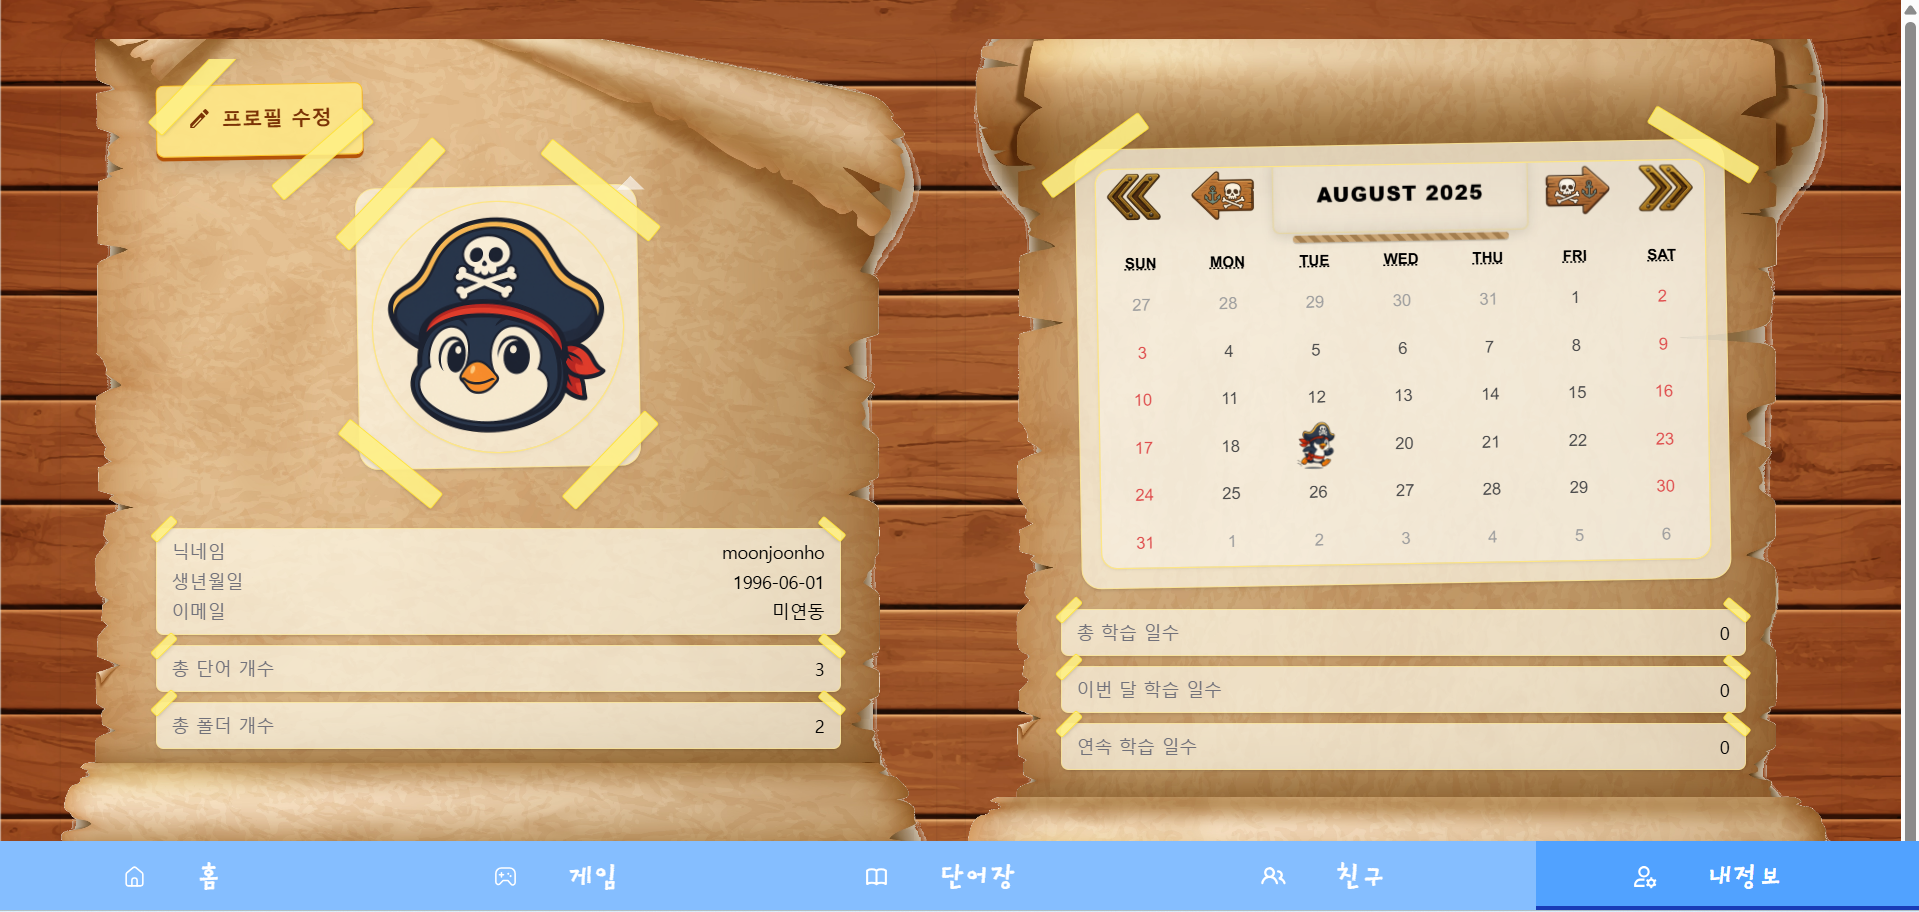 프로필 수정
닉네임 moonjoonho
생년월일 1996-06-01
이메일 미연동
총 단어 개수 3
총 폴더 개수 2
AUGUST 2025
SUN MON TUE WED THU FRI SAT
27 28 29 30 31 1 2
3 4 5 6 7 8 9
10 11 12 13 14 15 16
17 18 20 21 22 23
24 25 26 27 28 29 30
31 1 2 3 4 5 6
총 학습 일수 0
이번 달 학습 일수 0
연속 학습 일수 0
홈 게임 단어장 친구 내정보